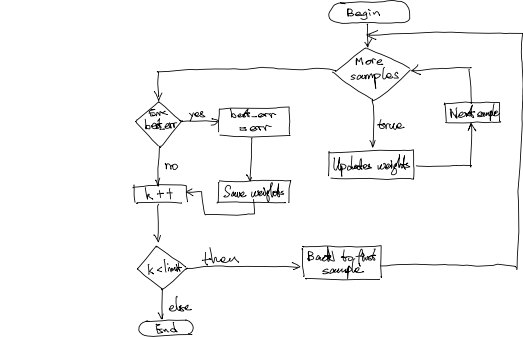 Begin
More
samples
Err<
best_err
yes
best_err
= err
Next sample
true
Updates weights
no
k++
Save weights
k<limit
then
Back to first
sample
else
End